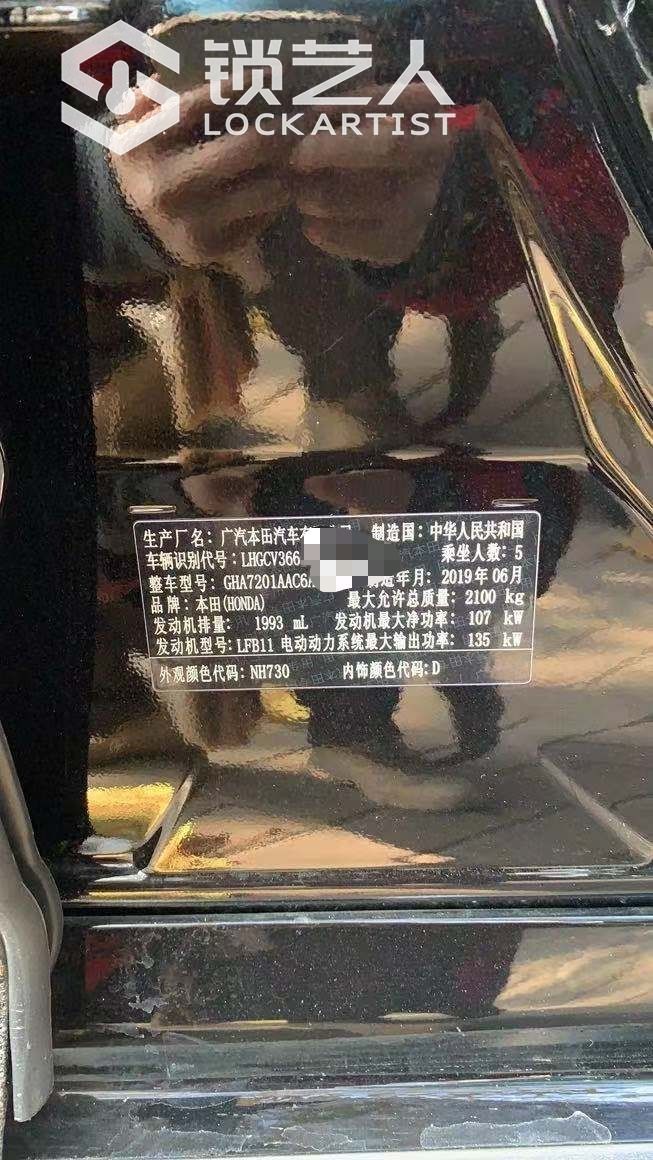 锁艺人
LOCKARTIST
生产厂名：广汽本田汽车 制造国：中华人民共和国
车辆识别代号：LHGCV366 乘坐人数：5
整车型号：GHA7201AAC6A 制造年月：2019年06月
品牌：本田(HONDA) 最大允许总质量：2100 kg
发动机排量： 1993 mL 发动机最大净功率： 107 kW
发动机型号：LFB11 电动动力系统最大输出功率： 135 kW
外观颜色代码：NH730 内饰颜色代码：D